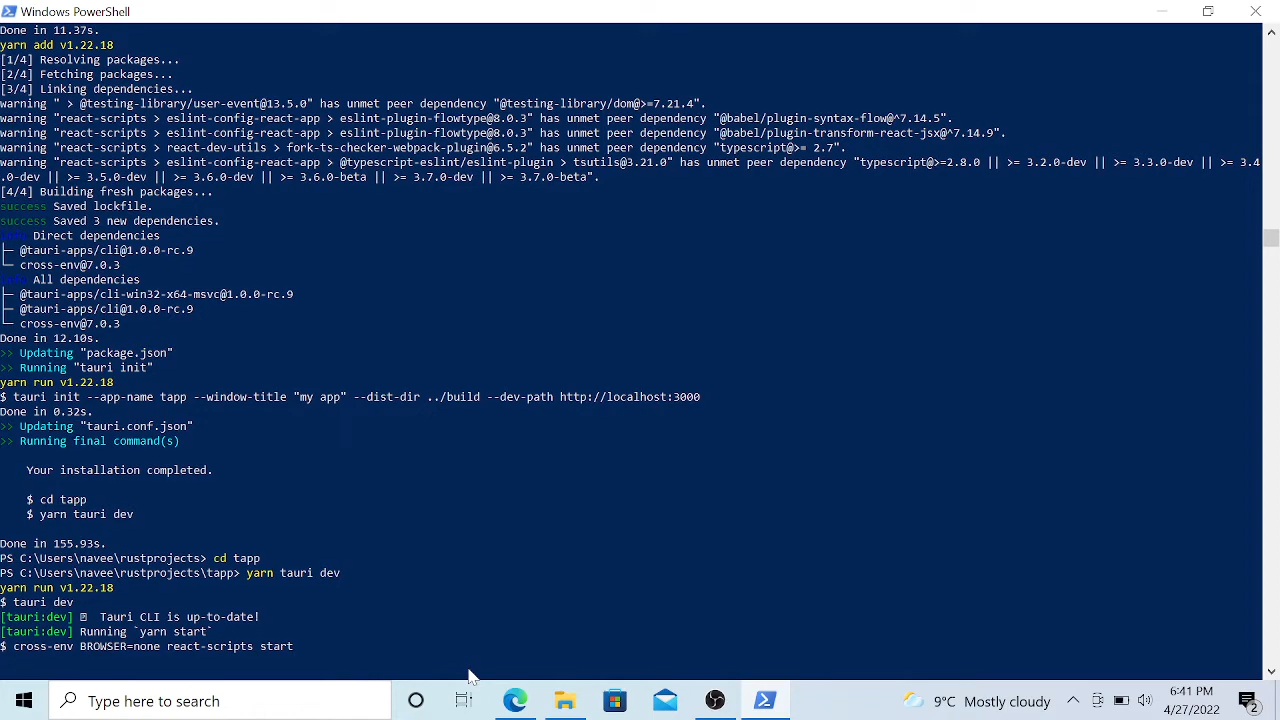 Windows PowerShell
Done in 11.37s.
yarn add v1.22.18
[1/4] Resolving packages...
[2/4] Fetching packages...
[3/4] Linking dependencies...
warning " > @testing-library/user-event@13.5.0" has unmet peer dependency "@testing-library/dom@>=7.21.4".
warning "react-scripts > eslint-config-react-app > eslint-plugin-flowtype@8.0.3" has unmet peer dependency "@babel/plugin-syntax-flow@^7.14.5".
warning "react-scripts > eslint-config-react-app > eslint-plugin-flowtype@8.0.3" has unmet peer dependency "@babel/plugin-transform-react-jsx@^7.14.9".
warning "react-scripts > react-dev-utils > fork-ts-checker-webpack-plugin@6.5.2" has unmet peer dependency "typescript@>= 2.7".
warning "react-scripts > eslint-config-react-app > @typescript-eslint/eslint-plugin > tsutils@3.21.0" has unmet peer dependency "typescript@>=2.8.0 || >= 3.2.0-dev || >= 3.3.0-dev || >= 3.4
.0-dev || >= 3.5.0-dev || >= 3.6.0-dev || >= 3.6.0-beta || >= 3.7.0-dev || >= 3.7.0-beta".
[4/4] Building fresh packages...
success Saved lockfile.
success Saved 3 new dependencies.
info Direct dependencies
├─ @tauri-apps/cli@1.0.0-rc.9
└─ cross-env@7.0.3
info All dependencies
├─ @tauri-apps/cli-win32-x64-msvc@1.0.0-rc.9
├─ @tauri-apps/cli@1.0.0-rc.9
└─ cross-env@7.0.3
Done in 12.10s.
>> Updating "package.json"
>> Running "tauri init"
yarn run v1.22.18
$ tauri init --app-name tapp --window-title "my app" --dist-dir ../build --dev-path http://localhost:3000
Done in 0.32s.
>> Updating "tauri.conf.json"
>> Running final command(s)
Your installation completed.
$ cd tapp
$ yarn tauri dev
Done in 155.93s.
PS C:\Users\navee\rustprojects> cd tapp
PS C:\Users\navee\rustprojects\tapp> yarn tauri dev
yarn run v1.22.18
$ tauri dev
[tauri:dev] Tauri CLI is up-to-date!
[tauri:dev] Running `yarn start`
$ cross-env BROWSER=none react-scripts start
Type here to search
9°C Mostly cloudy
6:41 PM
4/27/2022
2